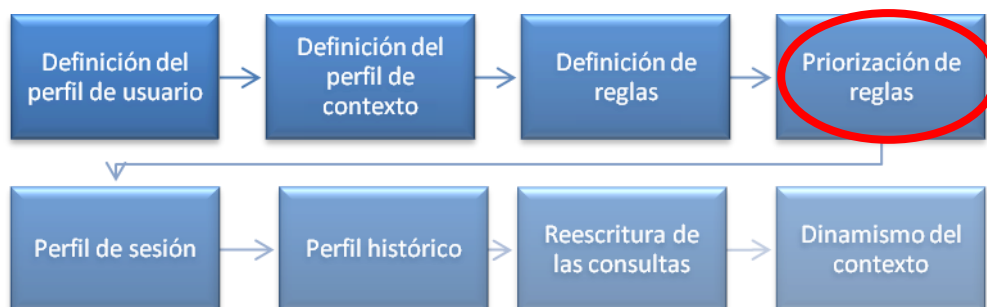 Definición del
perfil de usuario
Definición del
perfil de
contexto
Definición de
reglas
Priorización de
reglas
Perfil de sesión
Perfil histórico
Reescritura de
las consultas
Dinamismo del
contexto